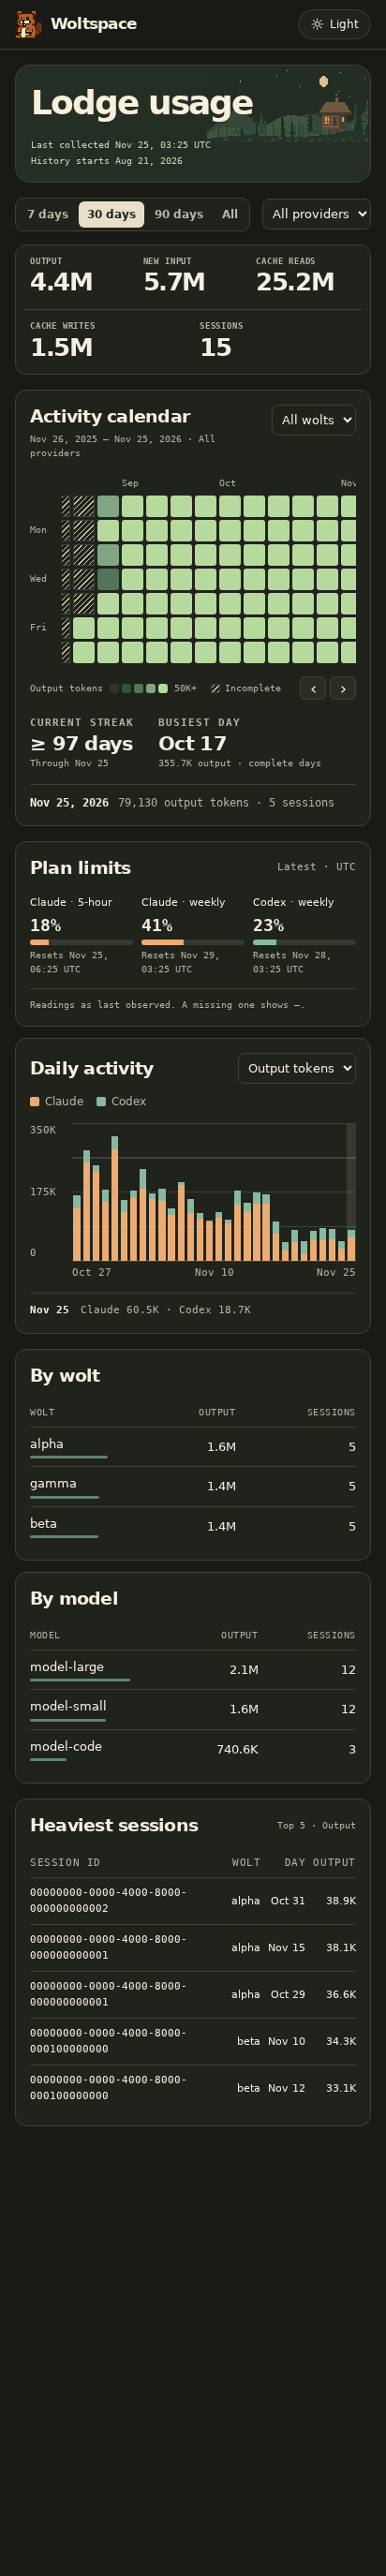 Woltspace
Light
Lodge usage
Last collected Nov 25, 03:25 UTC
History starts Aug 21, 2026
7 days 30 days 90 days All
All providers
OUTPUT NEW INPUT CACHE READS
4.4M 5.7M 25.2M
CACHE WRITES SESSIONS
1.5M 15
Activity calendar
All wolts
Nov 26, 2025 — Nov 25, 2026 · All
providers
Sep Oct Nov
Mon
Wed
Fri
Output tokens 50K+ Incomplete
‹ ›
CURRENT STREAK BUSIEST DAY
≥ 97 days Oct 17
Through Nov 25 355.7K output · complete days
Nov 25, 2026 79,130 output tokens · 5 sessions
Plan limits
Latest · UTC
Claude · 5-hour Claude · weekly Codex · weekly
18% 41% 23%
Resets Nov 25, Resets Nov 29, Resets Nov 28,
06:25 UTC 03:25 UTC 03:25 UTC
Readings as last observed. A missing one shows —.
Daily activity
Output tokens
Claude Codex
350K
175K
0
Oct 27 Nov 10 Nov 25
Nov 25 Claude 60.5K · Codex 18.7K
By wolt
WOLT OUTPUT SESSIONS
alpha 1.6M 5
gamma 1.4M 5
beta 1.4M 5
By model
MODEL OUTPUT SESSIONS
model-large 2.1M 12
model-small 1.6M 12
model-code 740.6K 3
Heaviest sessions
Top 5 · Output
SESSION ID WOLT DAY OUTPUT
00000000-0000-4000-8000-
000000000002 alpha Oct 31 38.9K
00000000-0000-4000-8000-
000000000001 alpha Nov 15 38.1K
00000000-0000-4000-8000-
000000000001 alpha Oct 29 36.6K
00000000-0000-4000-8000-
000100000000 beta Nov 10 34.3K
00000000-0000-4000-8000-
000100000000 beta Nov 12 33.1K